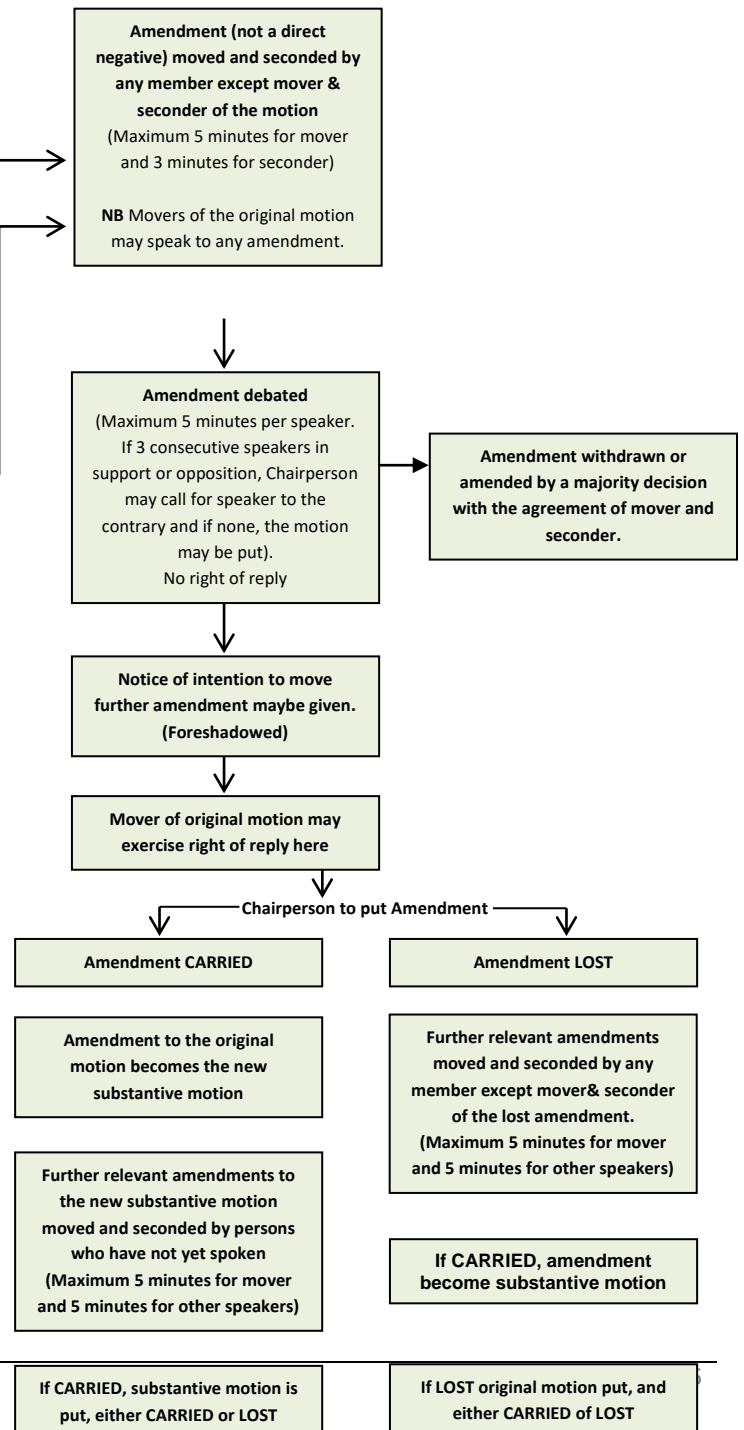 Amendment (not a direct
negative) moved and seconded by
any member except mover &
seconder of the motion
(Maximum 5 minutes for mover
and 3 minutes for seconder)
NB Movers of the original motion
may speak to any amendment.
Amendment debated
(Maximum 5 minutes per speaker.
If 3 consecutive speakers in
support or opposition, Chairperson
may call for speaker to the
contrary and if none, the motion
may be put).
No right of reply
Amendment withdrawn or
amended by a majority decision
with the agreement of mover and
seconder.
Notice of intention to move
further amendment maybe given.
(Foreshadowed)
Mover of original motion may
exercise right of reply here
Chairperson to put Amendment
Amendment CARRIED
Amendment to the original
motion becomes the new
substantive motion
Further relevant amendments to
the new substantive motion
moved and seconded by persons
who have not yet spoken
(Maximum 5 minutes for mover
and 5 minutes for other speakers)
If CARRIED, substantive motion is
put, either CARRIED or LOST
Amendment LOST
Further relevant amendments
moved and seconded by any
member except mover& seconder
of the lost amendment.
(Maximum 5 minutes for mover
and 5 minutes for other speakers)
If CARRIED, amendment
become substantive motion
If LOST original motion put, and
either CARRIED of LOST